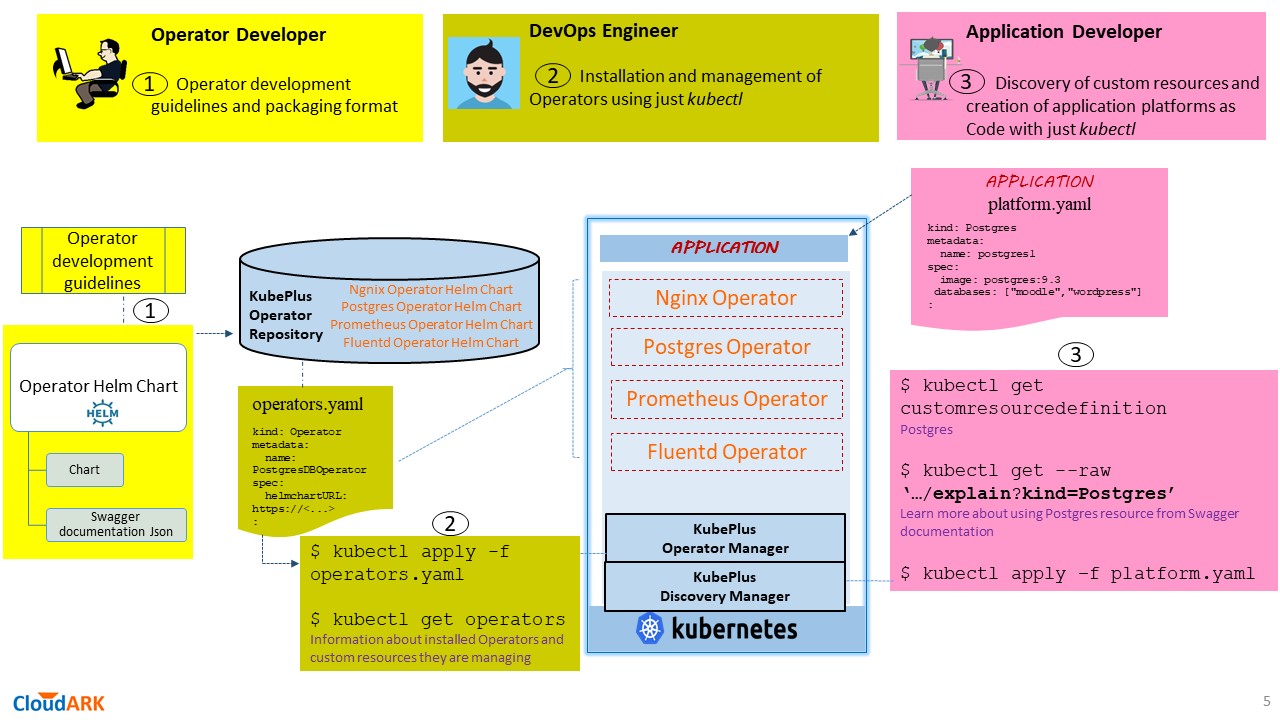 Operator Developer
1 Operator development
guidelines and packaging format
DevOps Engineer
2 Installation and management of
Operators using just kubectl
Application Developer
3 Discovery of custom resources and
creation of application platforms as
Code with just kubectl
Operator
development
guidelines
1
Operator Helm Chart
HELM
Chart
Swagger
documentation Json
KubePlus
Operator
Repository
Ngnix Operator Helm Chart
Postgres Operator Helm Chart
Prometheus Operator Helm Chart
Fluentd Operator Helm Chart
operators.yaml
kind: Operator
metadata:
name:
PostgresDBOperator
spec:
helmchartURL:
https://<...>
:
2
$ kubectl apply -f
operators.yaml
$ kubectl get operators
Information about installed Operators and
custom resources they are managing
APPLICATION
Nginx Operator
Postgres Operator
Prometheus Operator
Fluentd Operator
KubePlus
Operator Manager
KubePlus
Discovery Manager
kubernetes
APPLICATION
platform.yaml
kind: Postgres
metadata:
name: postgres1
spec:
image: postgres:9.3
databases: ["moodle","wordpress"]
:
3
$ kubectl get
customresourcedefinition
Postgres
$ kubectl get --raw
‘…/explain?kind=Postgres’
Learn more about using Postgres resource from Swagger
documentation
$ kubectl apply –f platform.yaml
CloudARK
5